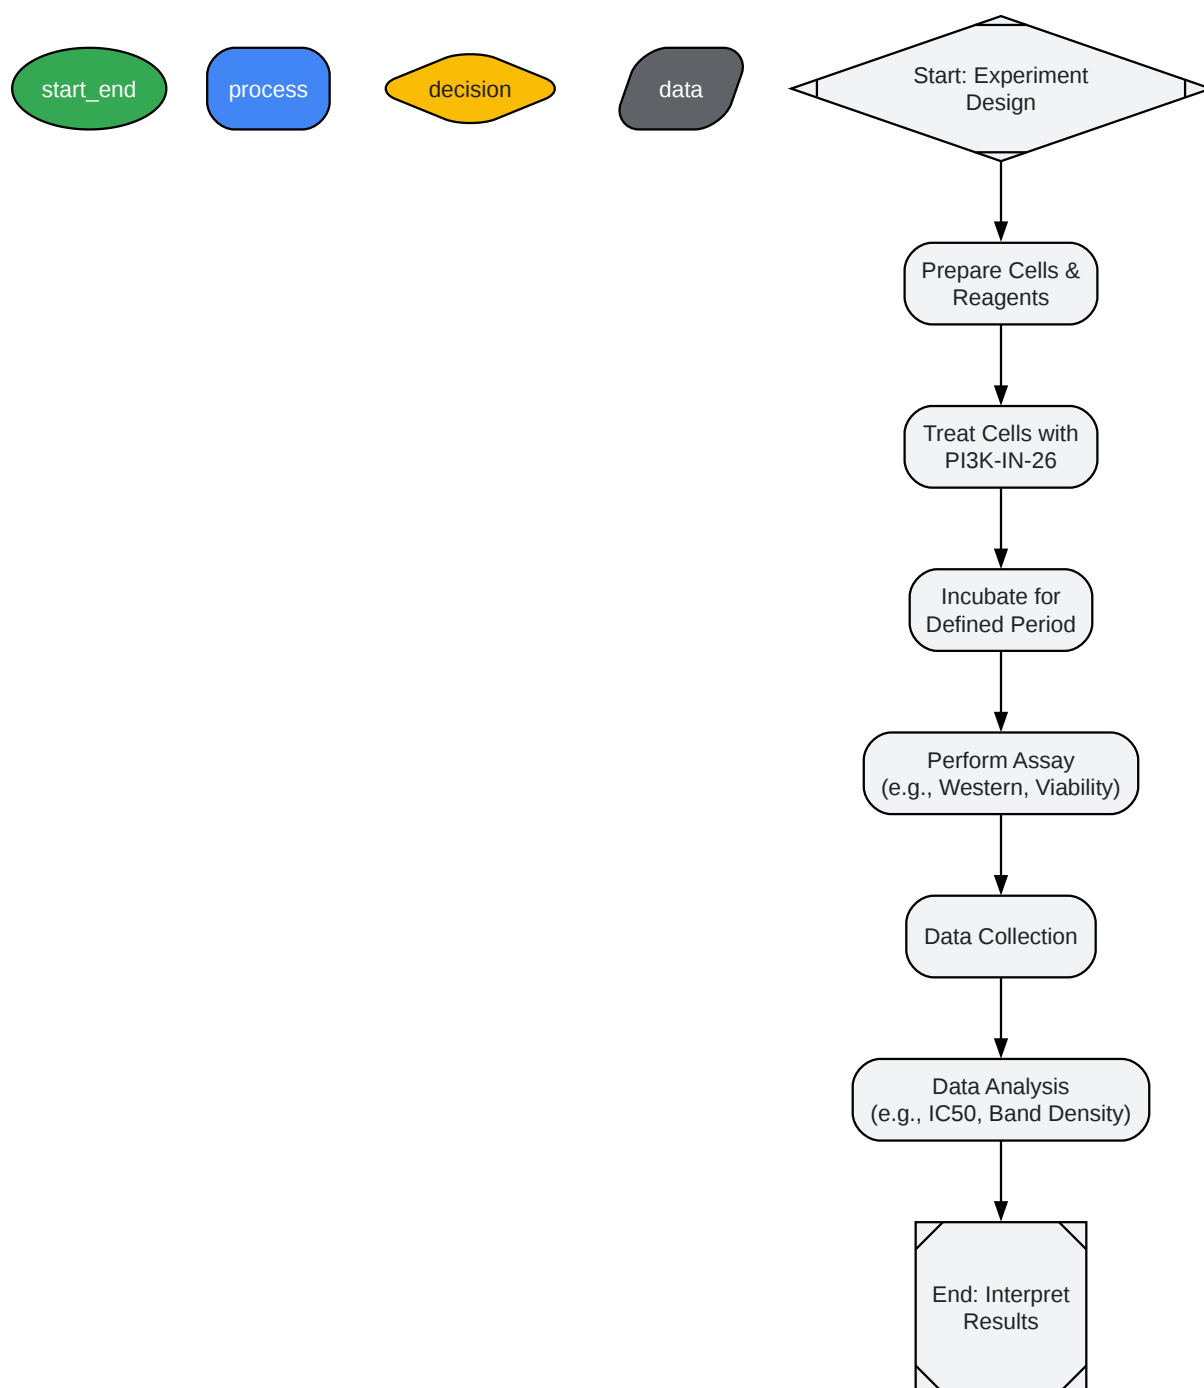 start_end
process
decision
data
Start: Experiment
Design
Prepare Cells &
Reagents
Treat Cells with
PI3K-IN-26
Incubate for
Defined Period
Perform Assay
(e.g., Western, Viability)
Data Collection
Data Analysis
(e.g., IC50, Band Density)
End: Interpret
Results